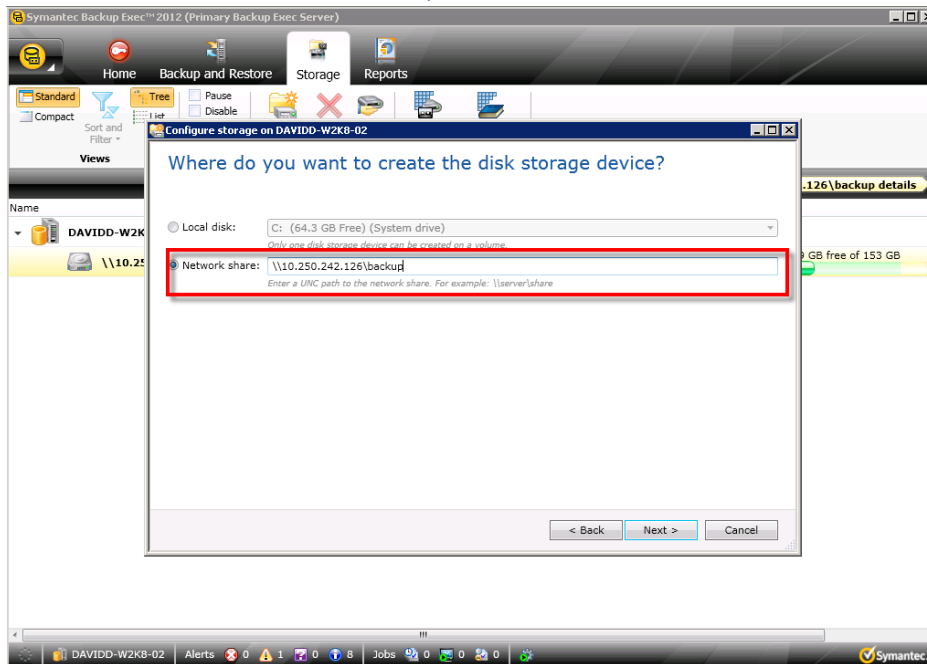 Symantec Backup Exec™ 2012 (Primary Backup Exec Server)
Home Backup and Restore Storage Reports
Standard Tree Pause
Compact List Disable
Sort and
Filter
Views
Configure storage on DAVIDD-W2K8-02
Where do you want to create the disk storage device?
.126\backup details
Name
DAVIDD-W2K
Local disk: C: (64.3 GB Free) (System drive)
Only one disk storage device can be created on a volume.
\\10.25
GB free of 153 GB
Network share: \\10.250.242.126\backup
Enter a UNC path to the network share. For example: \\server\share
< Back Next > Cancel
DAVIDD-W2K8-02 Alerts 0 1 0 8 Jobs 0 0 0 Symantec